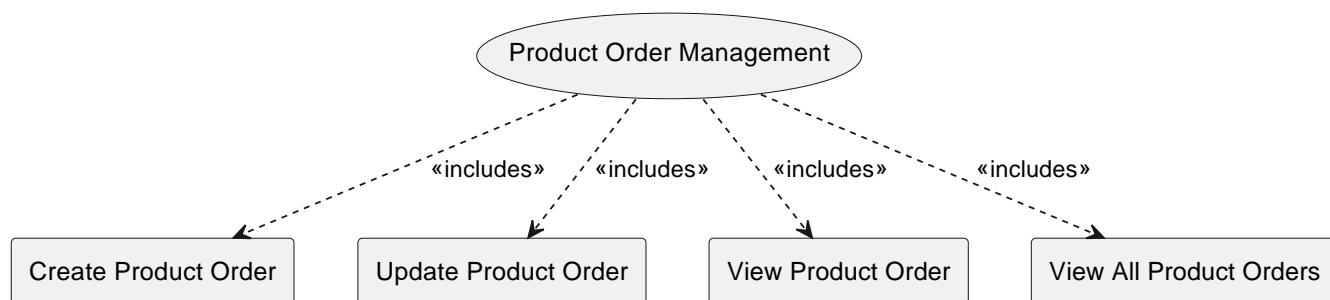 Product Order Management
«includes» «includes» «includes» «includes»
Create Product Order Update Product Order View Product Order View All Product Orders